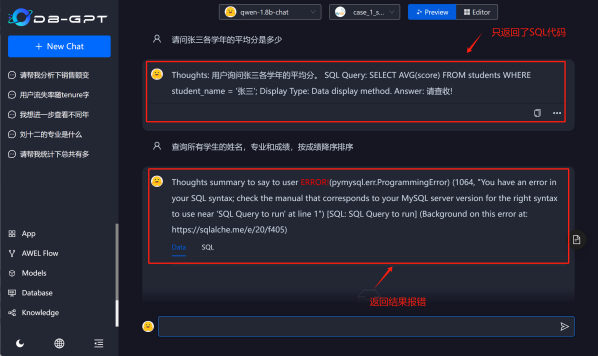 DB-GPT
qwen-1.8b-chat
case_1_s...
Preview
Editor
+ New Chat
请帮我分析下销售额变
用户流失率随tenure字
我想进一步查看不同年
刘十二的专业是什么
请帮我统计下总共有多
请问张三各学年的平均分是多少
只返回了SQL代码
Thoughts: 用户询问张三各学年的平均分。 SQL Query: SELECT AVG(score) FROM students WHERE
student_name = '张三'; Display Type: Data display method. Answer: 请查收!
查询所有学生的姓名，专业和成绩，按成绩降序排序
Thoughts summary to say to user ERROR!(pymysql.err.ProgrammingError) (1064, "You have an error in
your SQL syntax; check the manual that corresponds to your MySQL server version for the right syntax
to use near 'SQL Query to run' at line 1") [SQL: SQL Query to run] (Background on this error at:
https://sqlalche.me/e/20/f405)
Data SQL
返回结果报错
App
AWEL Flow
Models
Database
Knowledge